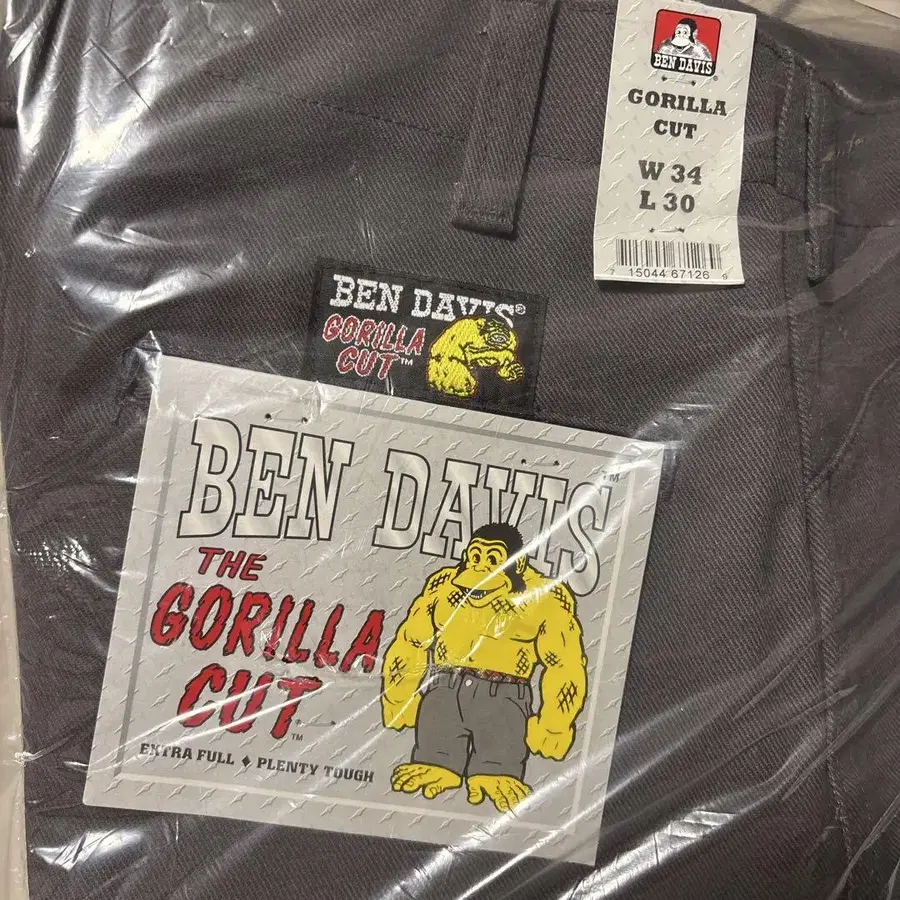 BEN DAVIS®
GORILLA
CUT
W 34
L 30
7 15044 67126
BEN DAVIS®
GORILLA
CUT™
BEN DAVIS™
THE
GORILLA
CUT™
EXTRA FULL ♦ PLENTY TOUGH